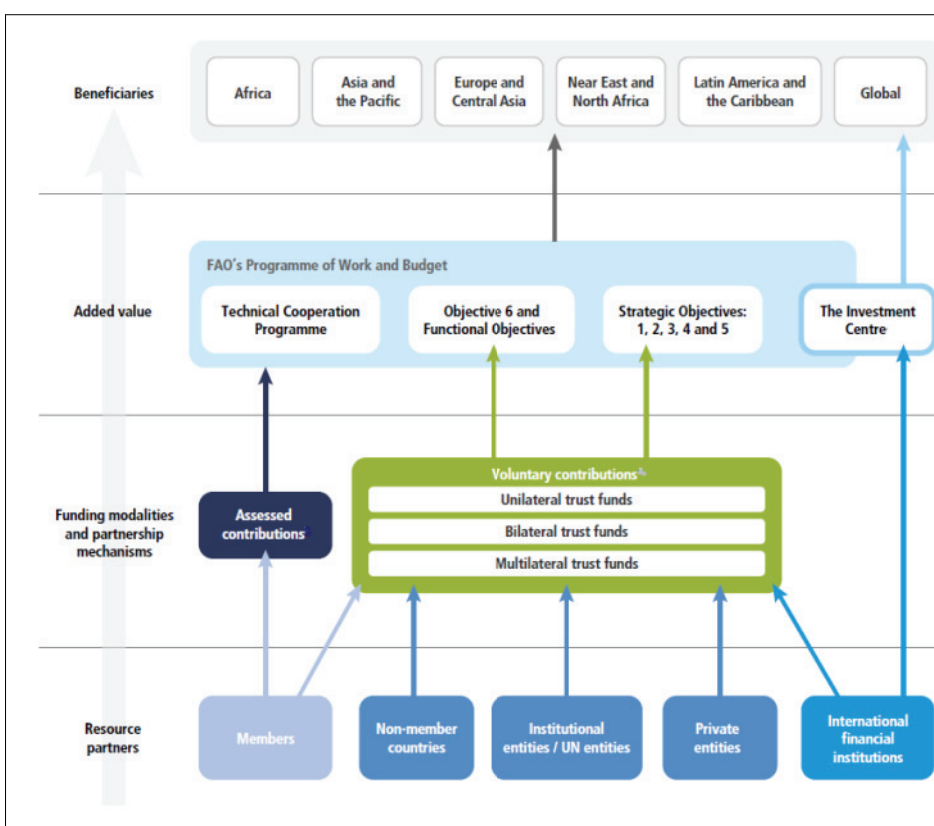 Beneficiaries
Africa
Asia and
the Pacific
Europe and
Central Asia
Near East and
North Africa
Latin America and
the Caribbean
Global
Added value
FAO's Programme of Work and Budget
Technical Cooperation
Programme
Objective 6 and
Functional Objectives
Strategic Objectives:
1, 2, 3, 4 and 5
The Investment
Centre
Funding modalities
and partnership
mechanisms
Assessed
contributions
Voluntary contributions
Unilateral trust funds
Bilateral trust funds
Multilateral trust funds
Resource
partners
Members
Non-member
countries
Institutional
entities / UN entities
Private
entities
International
financial
institutions